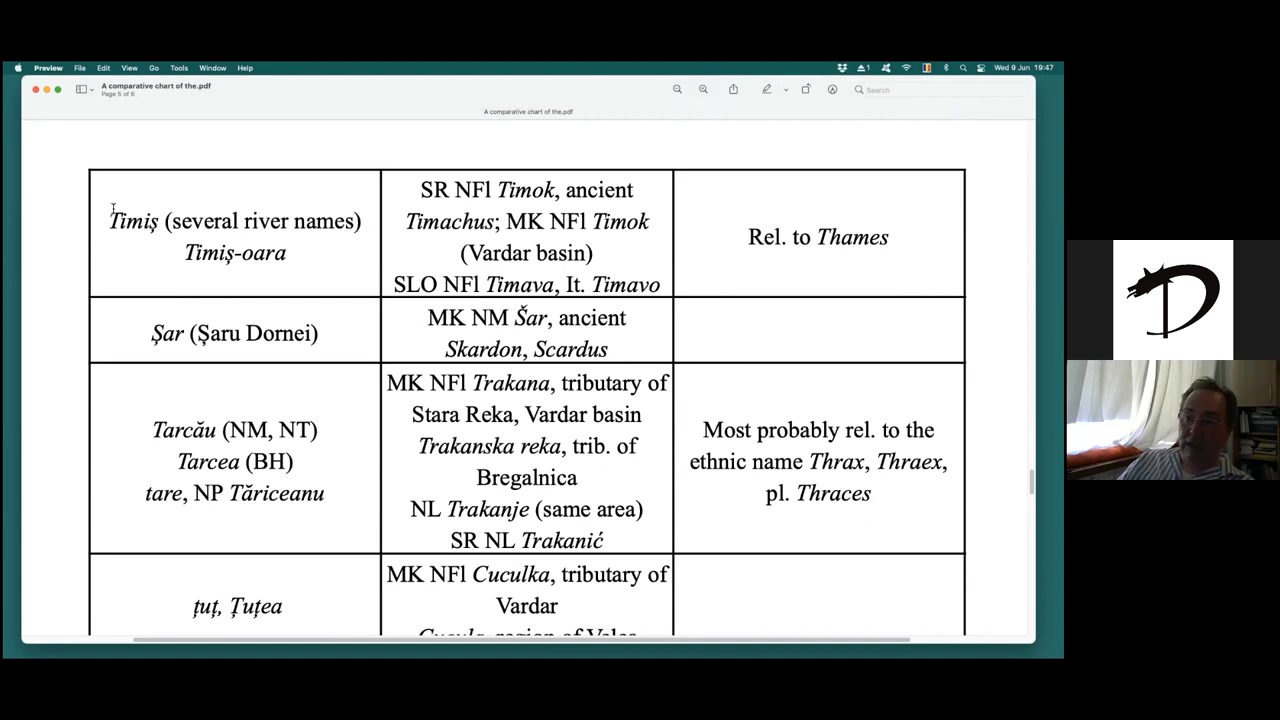 Preview File Edit View Go Tools Window Help
1 Wed 9 Jun 19:47
A comparative chart of the.pdf
Page 5 of 6
Search
A comparative chart of the.pdf
Timiș (several river names)
Timiș-oara
SR NFl Timok, ancient
Timachus; MK NFl Timok
(Vardar basin)
SLO NFl Timava, It. Timavo
Rel. to Thames
Șar (Șaru Dornei)
MK NM Šar, ancient
Skardon, Scardus
Tarcău (NM, NT)
Tarcea (BH)
tare, NP Tăriceanu
MK NFl Trakana, tributary of
Stara Reka, Vardar basin
Trakanska reka, trib. of
Bregalnica
NL Trakanje (same area)
SR NL Trakanić
Most probably rel. to the
ethnic name Thrax, Thraex,
pl. Thraces
țuț, Țuțea
MK NFl Cuculka, tributary of
Vardar
Cucula, region of Veles